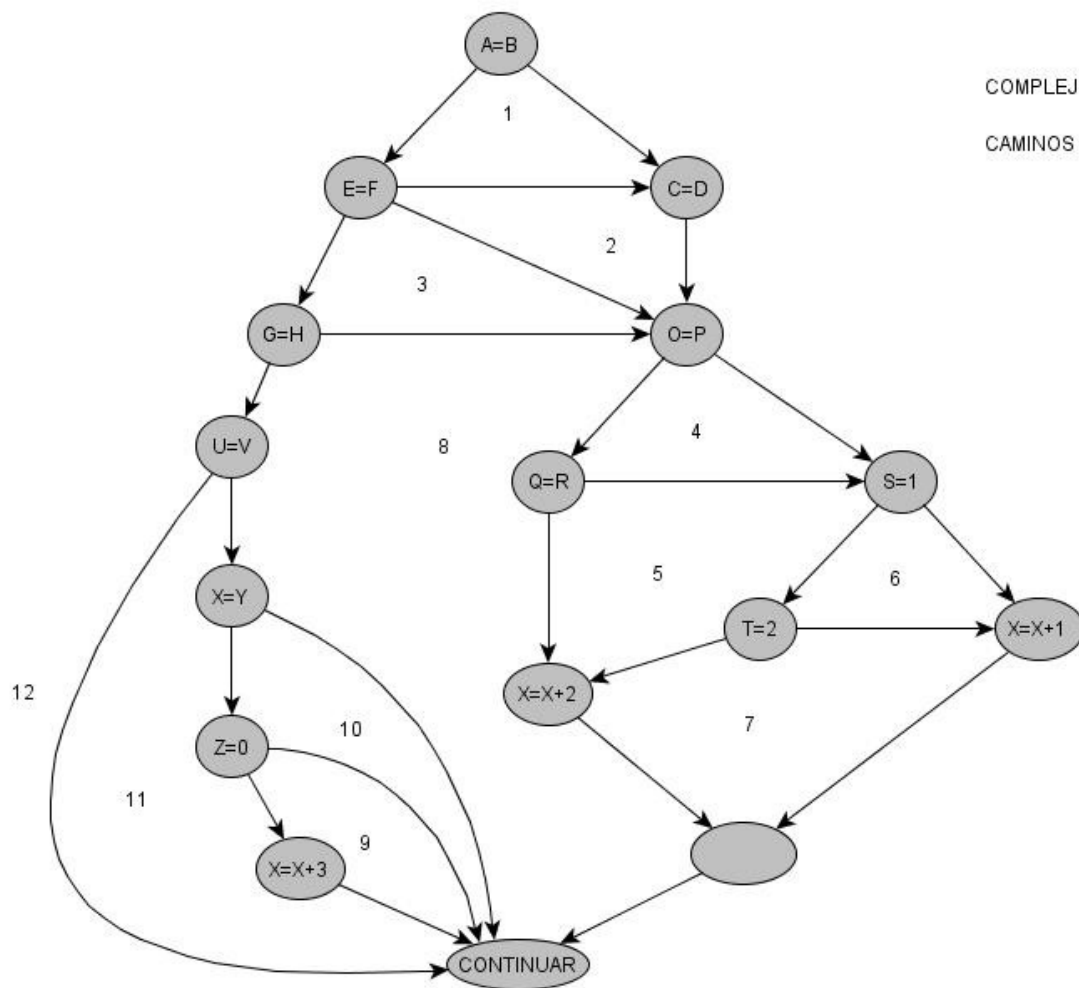 A=B
COMPLEJ
1
CAMINOS
E=F
C=D
2
3
G=H
O=P
U=V
8
4
Q=R
S=1
5
6
X=Y
T=2
X=X+1
12
X=X+2
10
7
Z=0
11
9
X=X+3
CONTINUAR